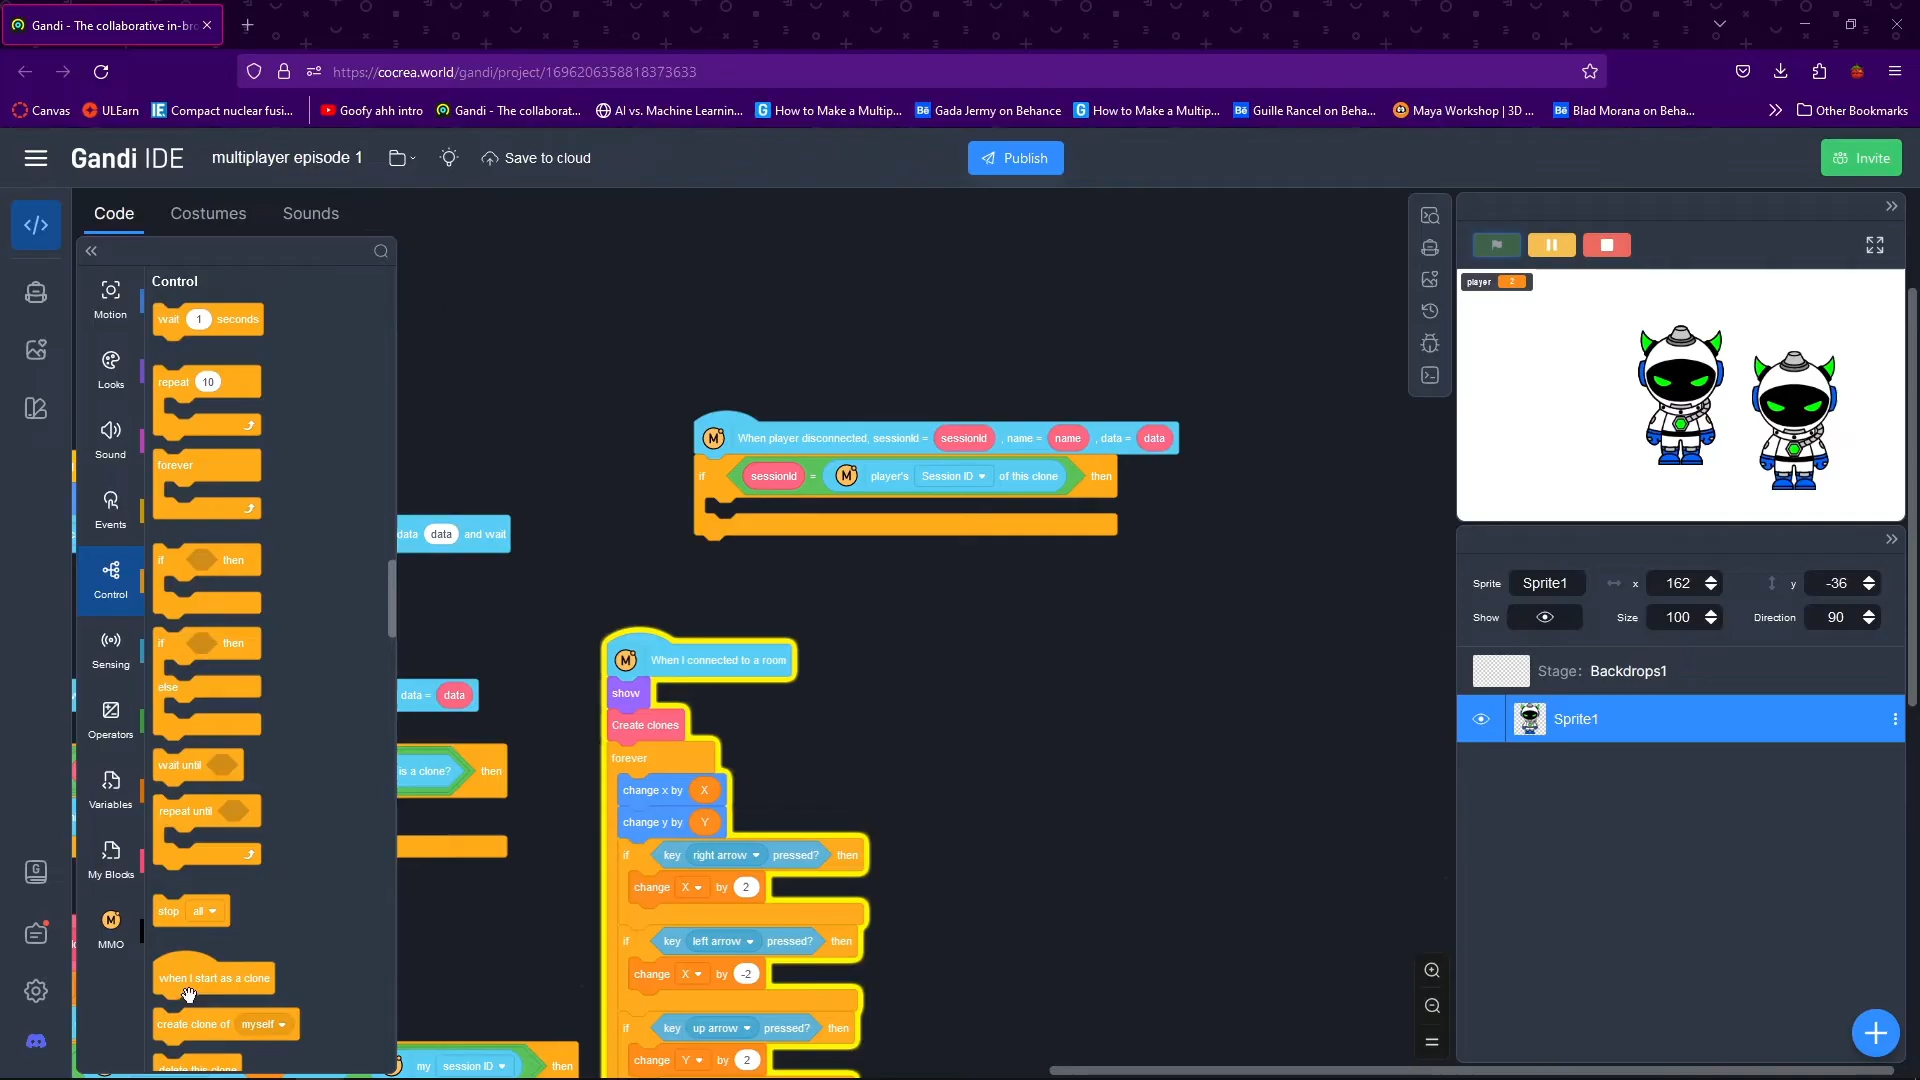 Gandi - The collaborative in-bro
https://cocrea.world/gandi/project/1696206358818373633
Canvas
ULEarn
Compact nuclear fusi...
Goofy ahh intro
Gandi - The collaborat...
AI vs. Machine Learnin...
How to Make a Multip...
Gada Jermy on Behance
How to Make a Multip...
Guille Rancel on Beha...
Maya Workshop | 3D ...
Blad Morana on Beha...
Other Bookmarks
Gandi IDE
multiplayer episode 1
Save to cloud
Publish
Invite
Code
Costumes
Sounds
Motion
Looks
Sound
Events
Control
Sensing
Operators
Variables
My Blocks
MMO
Control
wait 1 seconds
repeat 10
forever
if then
if then
else
wait until
repeat until
stop all
when I start as a clone
create clone of myself
delete this clone
data data and wait
data = data
is a clone? then
my session ID then
When player disconnected, sessionId = sessionId , name = name , data = data
if sessionId = player's Session ID of this clone then
When I connected to a room
show
Create clones
forever
change x by X
change y by Y
if key right arrow pressed? then
change X by 2
if key left arrow pressed? then
change X by -2
if key up arrow pressed? then
change Y by 2
player 2
Sprite Sprite1 x 162 y -36
Show Size 100 Direction 90
Stage: Backdrops1
Sprite1